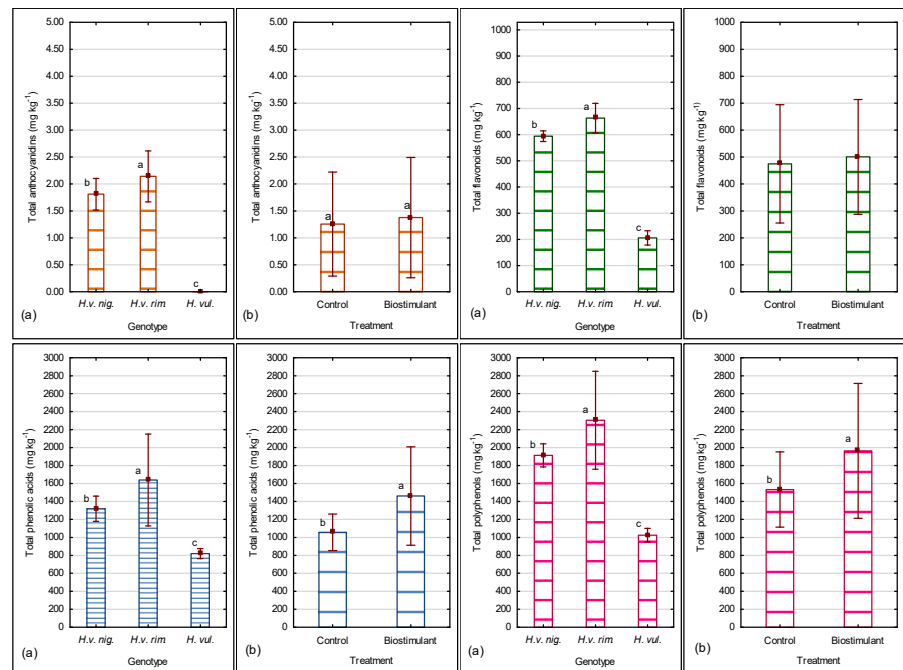 Total anthocyanidins (mg kg⁻¹)
5.00
4.50
4.00
3.50
3.00
2.50
2.00
1.50
1.00
0.50
0.00
b
a
c
H.v. nig. H.v. rim H. vul.
(a)
Genotype
Total anthocyanidins (mg kg⁻¹)
5.00
4.50
4.00
3.50
3.00
2.50
2.00
1.50
1.00
0.50
0.00
a
a
Control Biostimulant
(b)
Treatment
Total flavonoids (mg kg⁻¹)
1000
900
800
700
600
500
400
300
200
100
0
b
a
c
H.v. nig. H.v. rim H. vul.
(a)
Genotype
Total flavonoids (mg kg⁻¹)
1000
900
800
700
600
500
400
300
200
100
0
Control Biostimulant
(b)
Treatment
Total phenolic acids (mg kg⁻¹)
3000
2800
2600
2400
2200
2000
1800
1600
1400
1200
1000
800
600
400
200
0
b
a
c
H.v. nig. H.v. rim H. vul.
(a)
Genotype
Total phenolic acids (mg kg⁻¹)
3000
2800
2600
2400
2200
2000
1800
1600
1400
1200
1000
800
600
400
200
0
b
a
Control Biostimulant
(b)
Treatment
Total polyphenols (mg kg⁻¹)
3000
2800
2600
2400
2200
2000
1800
1600
1400
1200
1000
800
600
400
200
0
b
a
c
H.v. nig. H.v. rim H. vul.
(a)
Genotype
Total polyphenols (mg kg⁻¹)
3000
2800
2600
2400
2200
2000
1800
1600
1400
1200
1000
800
600
400
200
0
b
a
Control Biostimulant
(b)
Treatment